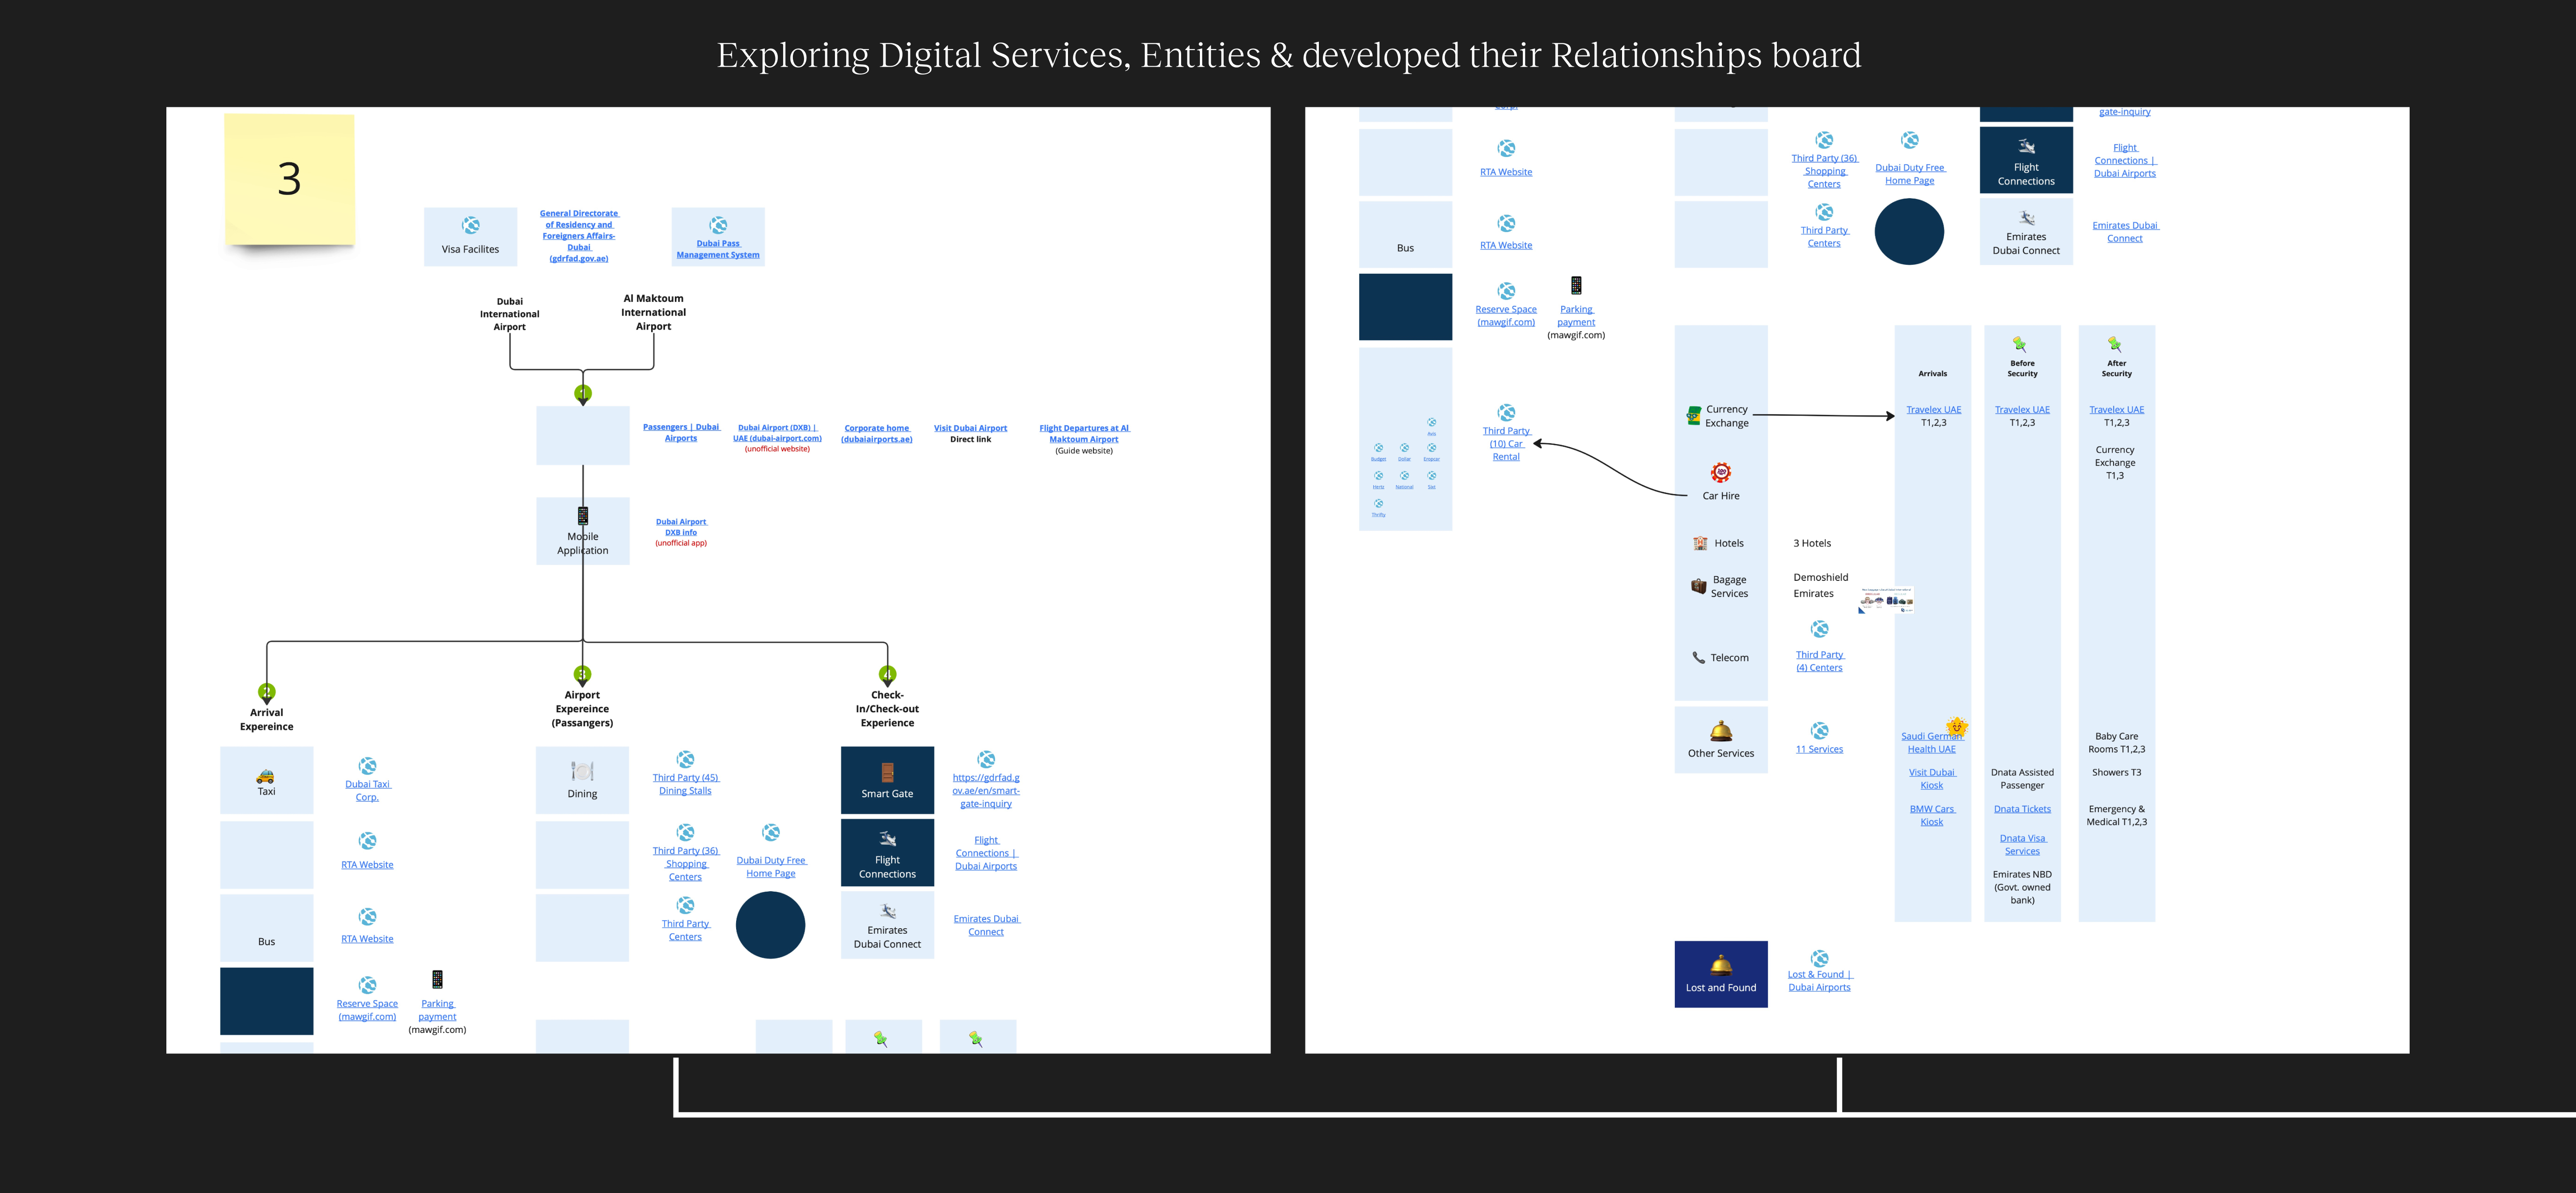 Exploring Digital Services, Entities & developed their Relationships board
3
Visa Facilites
General Directorate
of Residency and
Foreigners Affairs-
Dubai
(gdrfad.gov.ae)
Dubai Pass
Management System
Dubai
International
Airport
Al Maktoum
International
Airport
Passengers | Dubai
Airports
Dubai Airport (DXB) |
UAE (dubai-airport.com)
(unofficial website)
Corporate home
(dubaiairports.ae)
Visit Dubai Airport
Direct link
Flight Departures at Al
Maktoum Airport
(Guide website)
Mobile
Application
Dubai Airport
DXB info
(unofficial app)
2
Arrival
Expereince
3
Airport
Expereince
(Passangers)
Check-
In/Check-out
Experience
Taxi
Dubai Taxi
Corp.
Dining
Third Party (45)
Dining Stalls
Smart Gate
https://gdrfad.g
ov.ae/en/smart-
gate-inquiry
RTA Website
Third Party (36)
Shopping
Centers
Dubai Duty Free
Home Page
Flight
Connections
Flight
Connections |
Dubai Airports
Bus
RTA Website
Third Party
Centers
Emirates
Dubai Connect
Emirates Dubai
Connect
Reserve Space
(mawgif.com)
Parking
payment
(mawgif.com)
gate-inquiry
RTA Website
Third Party (36)
Shopping
Centers
Dubai Duty Free
Home Page
Flight
Connections
Flight
Connections |
Dubai Airports
Bus
RTA Website
Third Party
Centers
Emirates
Dubai Connect
Emirates Dubai
Connect
Reserve Space
(mawgif.com)
Parking
payment
(mawgif.com)
Avis
Budget
Dollar
Hertz
National
Thrifty
Third Party
(10) Car
Rental
Currency
Exchange
Car Hire
Hotels
3 Hotels
Bagage
Services
Demoshield
Emirates
Telecom
Third Party
(4) Centers
Other Services
11 Services
Arrivals
Travelex UAE
T1,2,3
Saudi German
Health UAE
Visit Dubai
Kiosk
BMW Cars
Kiosk
Before
Security
Travelex UAE
T1,2,3
Dnata Assisted
Passenger
Dnata Tickets
Dnata Visa
Services
Emirates NBD
(Govt. owned
bank)
After
Security
Travelex UAE
T1,2,3
Currency
Exchange
T1,3
Baby Care
Rooms T1,2,3
Showers T3
Emergency &
Medical T1,2,3
Lost and Found
Lost & Found |
Dubai Airports